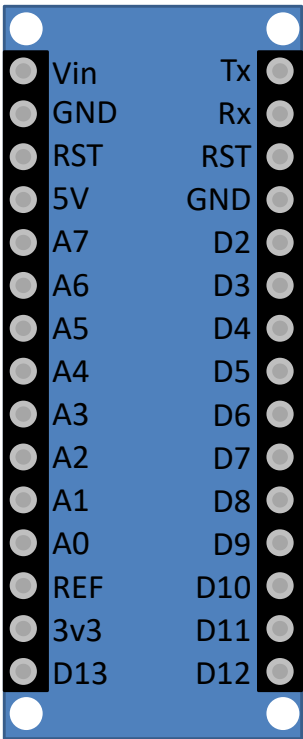 Vin Tx
GND Rx
RST RST
5V GND
A7 D2
A6 D3
A5 D4
A4 D5
A3 D6
A2 D7
A1 D8
A0 D9
REF D10
3v3 D11
D13 D12